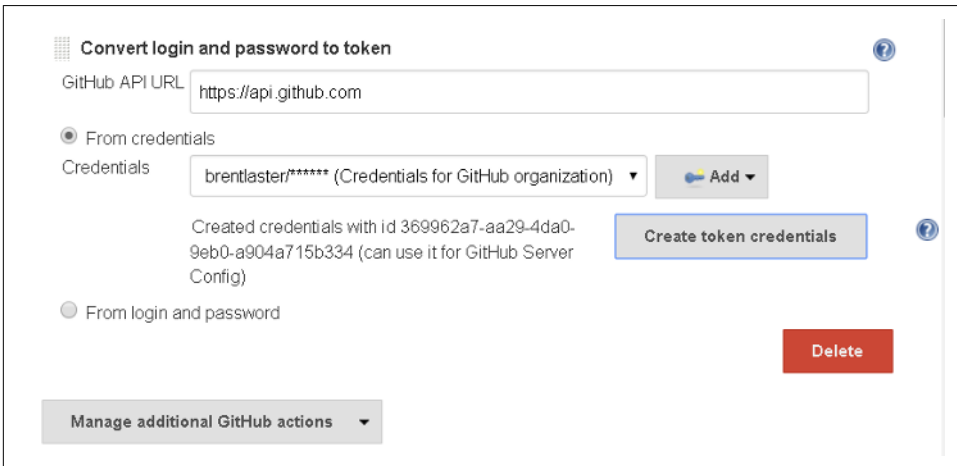 Convert login and password to token
GitHub API URL
https://api.github.com
From credentials
Credentials
brentlaster/****** (Credentials for GitHub organization)
Add
Created credentials with id 369962a7-aa29-4da0-
9eb0-a904a715b334 (can use it for GitHub Server
Config)
Create token credentials
From login and password
Delete
Manage additional GitHub actions